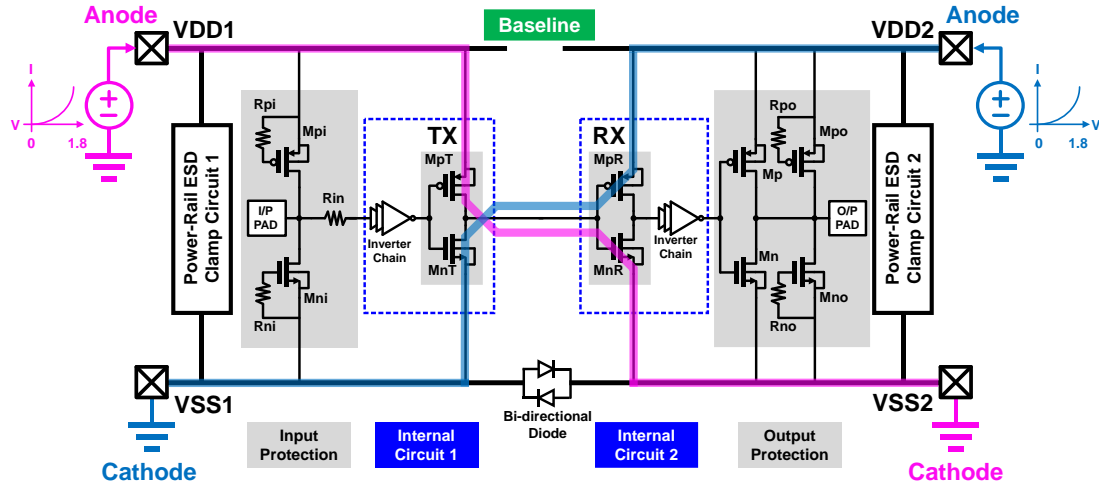 Anode
VDD1
Baseline
VDD2
Anode
I
V
0
1.8
+
−
Power-Rail ESD
Clamp Circuit 1
Rpi
Mpi
I/P
PAD
Rin
Mni
Rni
TX
MpT
Inverter
Chain
MnT
RX
MpR
MnR
Inverter
Chain
Rpo
Mpo
Mp
O/P
PAD
Mn
Mno
Rno
Power-Rail ESD
Clamp Circuit 2
+
−
I
V
0
1.8
VSS1
Cathode
Bi-directional
Diode
VSS2
Cathode
Input
Protection
Internal
Circuit 1
Internal
Circuit 2
Output
Protection